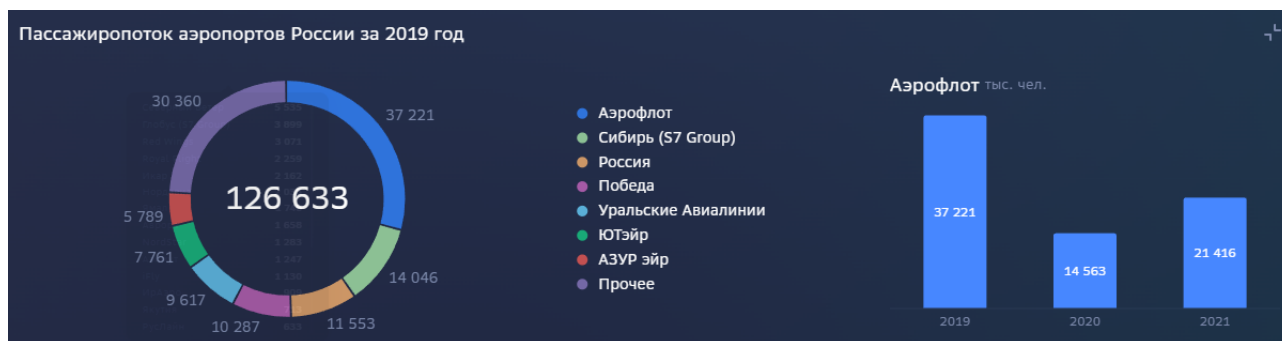 Пассажиропоток аэропортов России за 2019 год
30 360
37 221
126 633
5 789
7 761
9 617
10 287
11 553
14 046
Аэрофлот
Сибирь (S7 Group)
Россия
Победа
Уральские Авиалинии
ЮТэйр
АЗУР эйр
Прочее
Аэрофлот тыс. чел.
37 221
14 563
21 416
2019
2020
2021